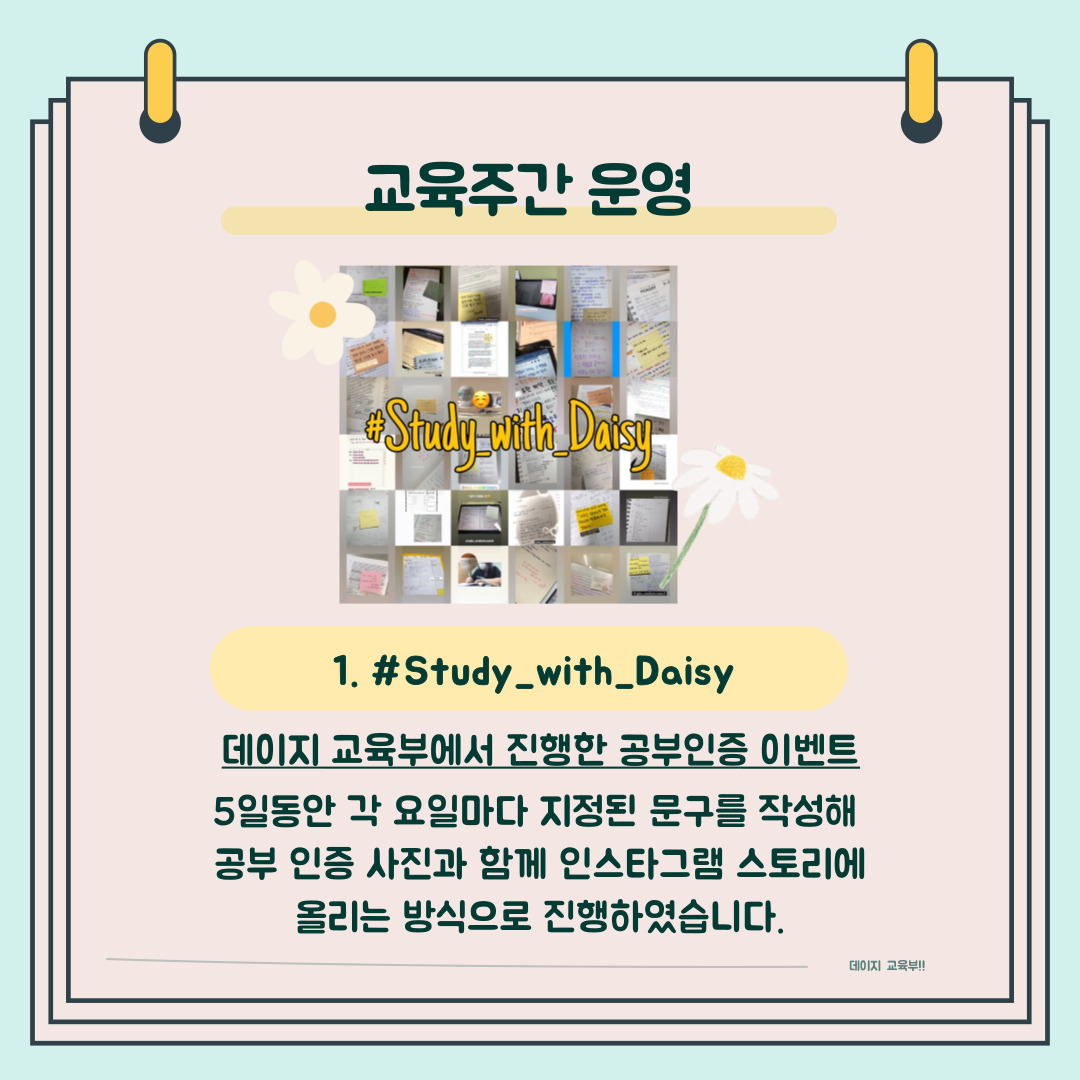 교육주간 운영
#Study_with_Daisy
1. #Study_with_Daisy
데이지 교육부에서 진행한 공부인증 이벤트
5일동안 각 요일마다 지정된 문구를 작성해
공부 인증 사진과 함께 인스타그램 스토리에
올리는 방식으로 진행하였습니다.
데이지 교육부!!